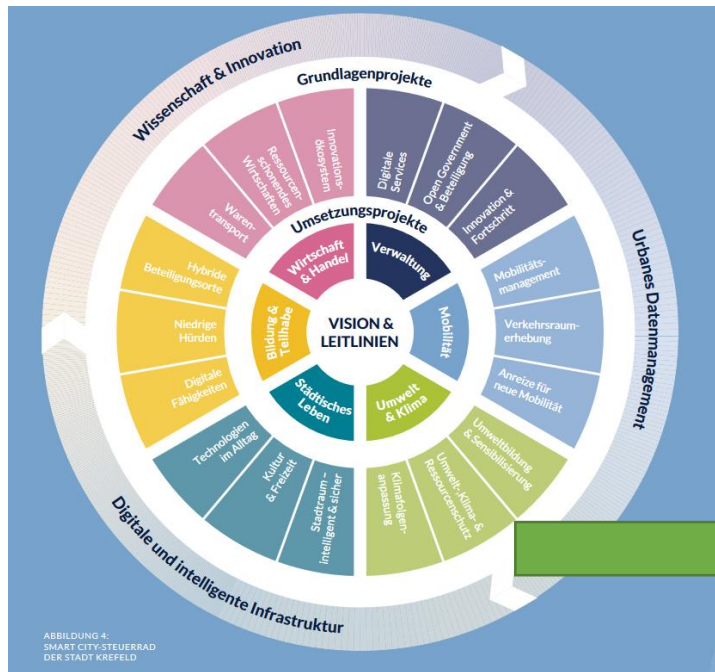 Wissenschaft & Innovation
Grundlagenprojekte
Urbanes Datenmanagement
Digitale und intelligente Infrastruktur
Umsetzungsprojekte
VISION &
LEITLINIEN
Verwaltung
Mobilität
Umwelt
& Klima
Städtisches
Leben
Bildung &
Teilhabe
Wirtschaft
& Handel
Digitale
Services
Open Government
& Beteiligung
Innovation &
Fortschritt
Mobilitäts-
management
Verkehrsraum-
erhebung
Anreize für
neue Mobilität
Umweltbildung
& Sensibilisierung
Umwelt-, Klima- &
Ressourcenschutz
Klimafolgen-
anpassung
Stadtraum –
Intelligent & sicher
Kultur
& Freizeit
Technologien
im Alltag
Digitale
Fähigkeiten
Niedrige
Hürden
Hybride
Beteiligungsorte
Waren-
transport
Ressourcen-
schonendes
Wirtschaften
Innovations-
ökosystem
ABBILDUNG 4:
SMART CITY-STEUERRAD
DER STADT KREFELD